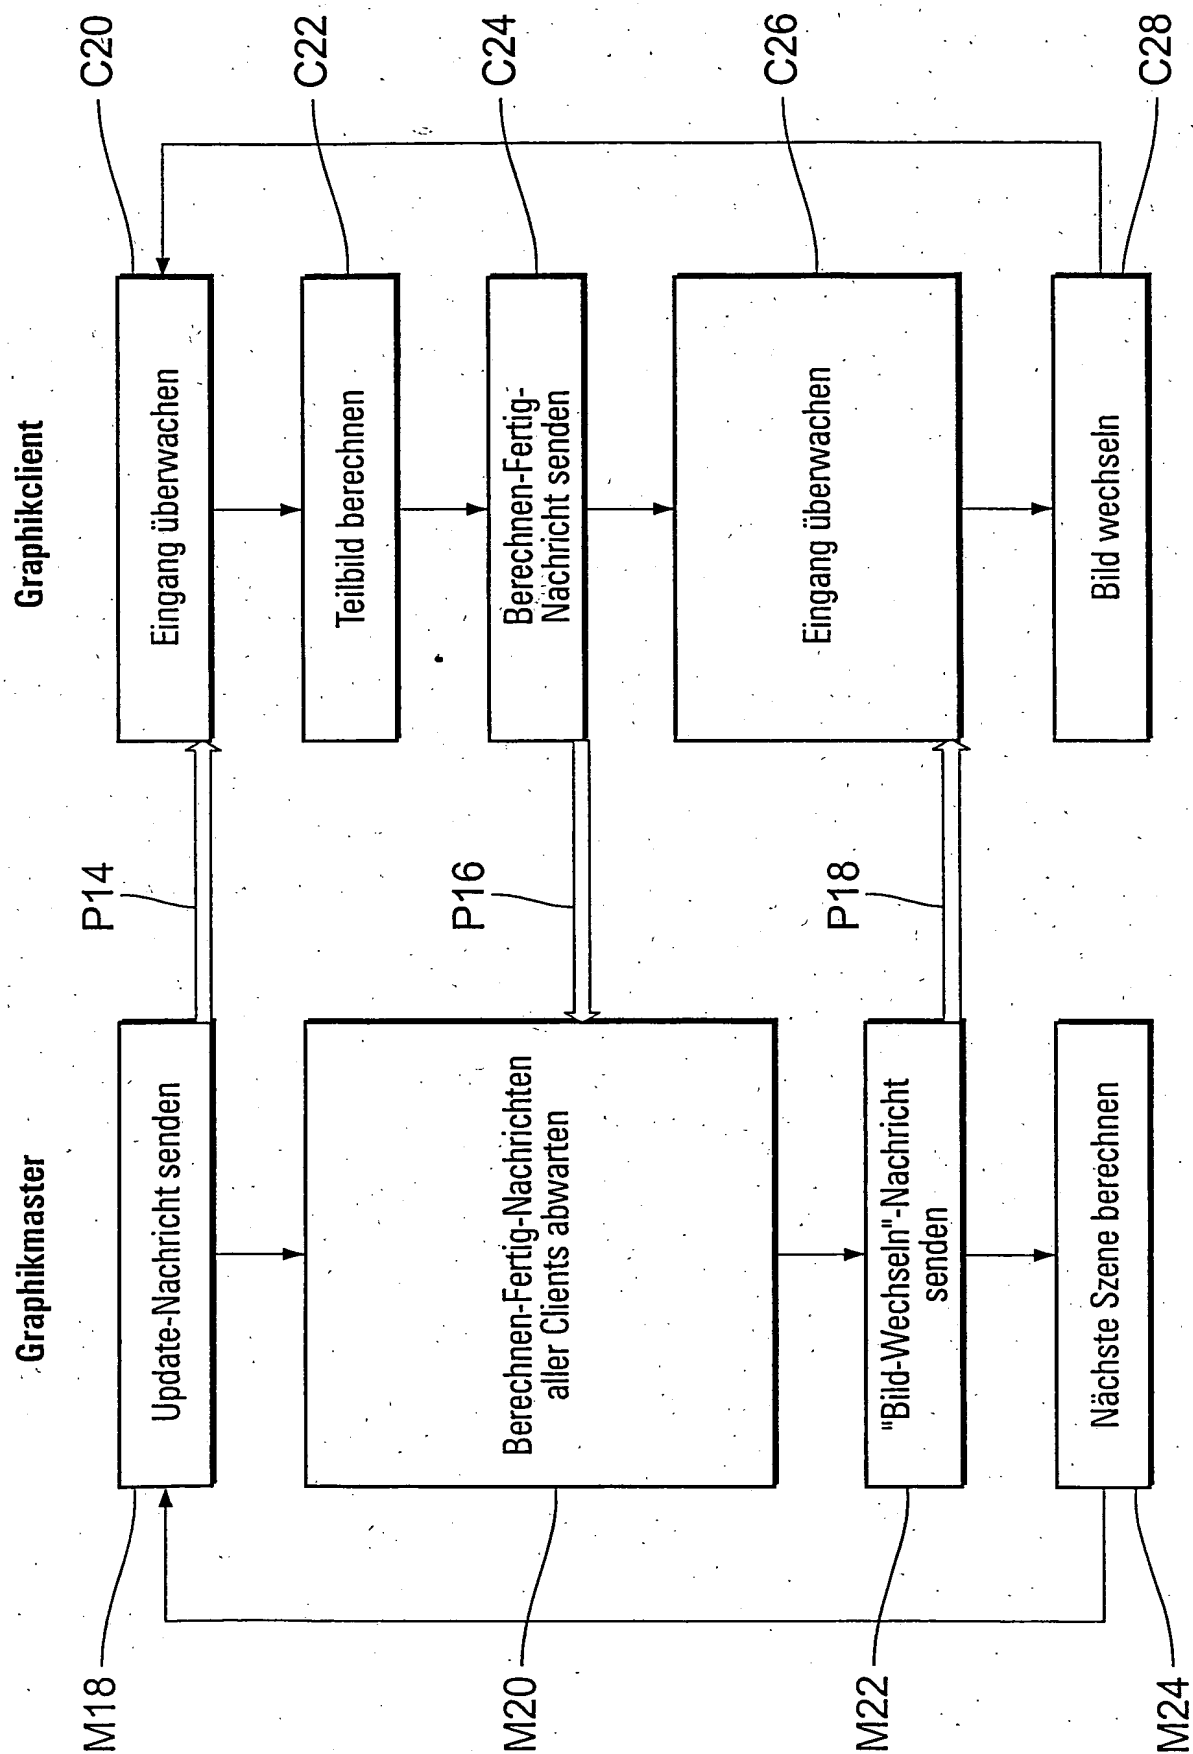 Graphikmaster
Graphikclient
M18
Update-Nachricht senden
P14
Eingang überwachen
C20
Teilbild berechnen
C22
M20
Berechnen-Fertig-Nachrichten
aller Clients abwarten
P16
Berechnen-Fertig-
Nachricht senden
C24
M22
"Bild-Wechseln"-Nachricht
senden
P18
Eingang überwachen
C26
M24
Nächste Szene berechnen
Bild wechseln
C28